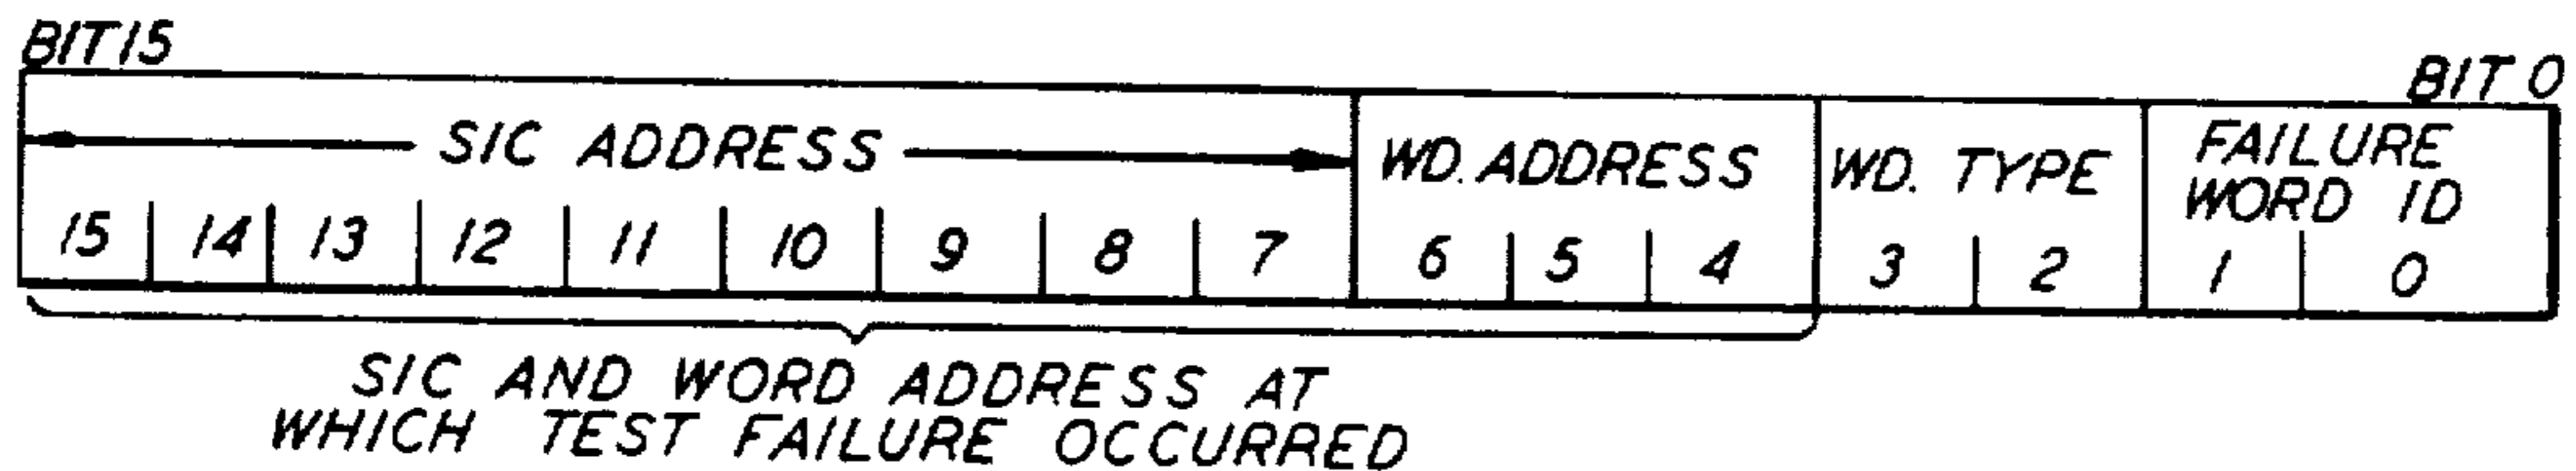 BIT 15 BIT 0
SIC ADDRESS WD. ADDRESS WD. TYPE FAILURE WORD ID
15 14 13 12 11 10 9 8 7 6 5 4 3 2 1 0
SIC AND WORD ADDRESS AT
WHICH TEST FAILURE OCCURRED